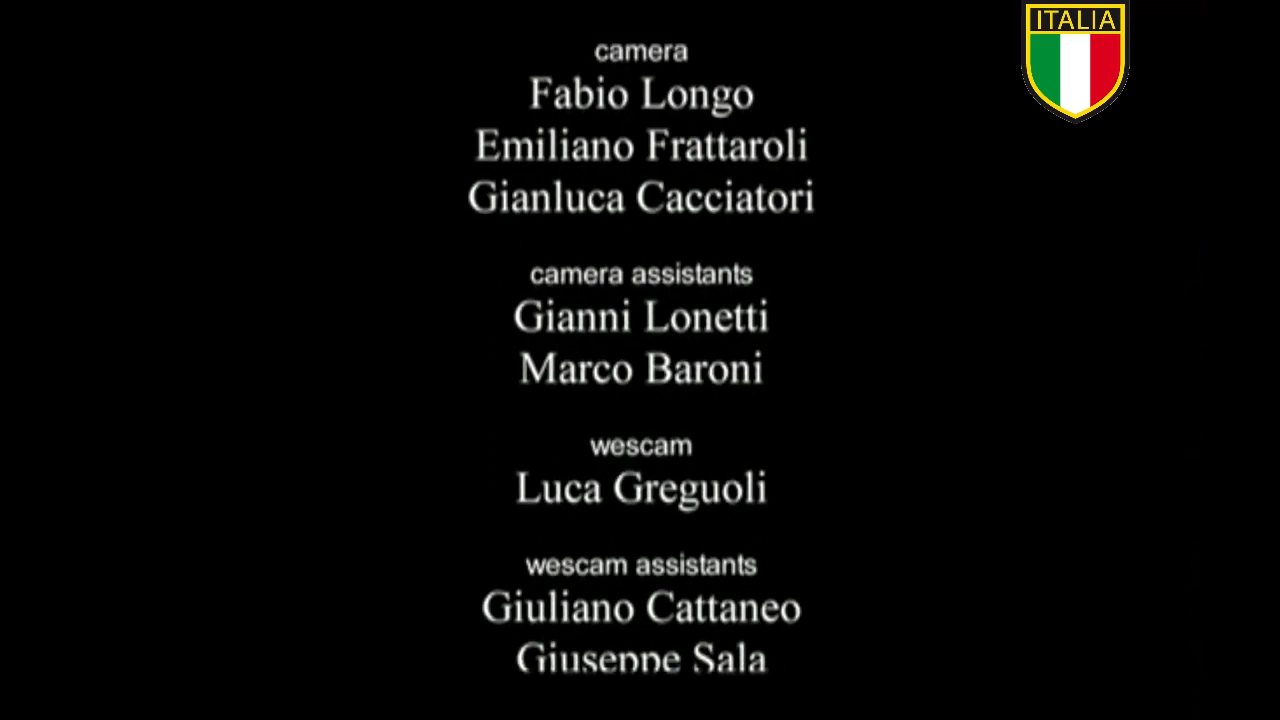 ITALIA
camera
Fabio Longo
Emiliano Frattaroli
Gianluca Cacciatori
camera assistants
Gianni Lonetti
Marco Baroni
wescam
Luca Greguoli
wescam assistants
Giuliano Cattaneo
Giuseppe Sala